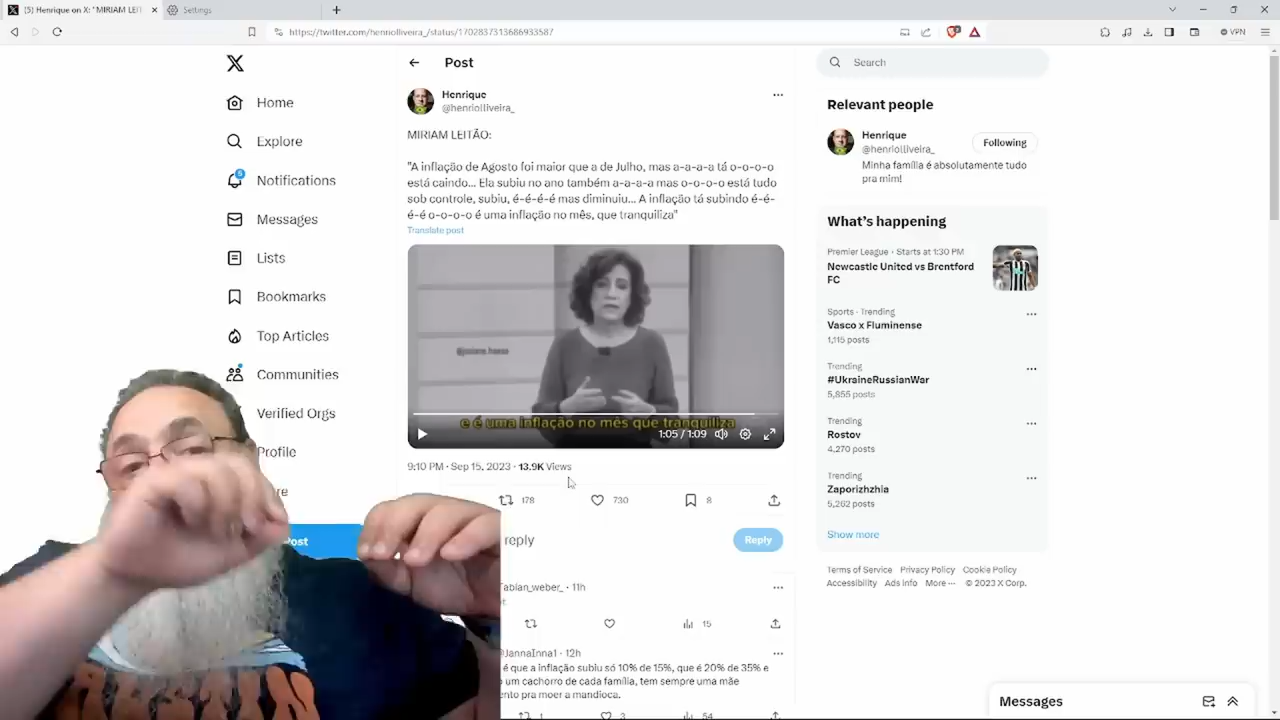 (5) Henrique on X: "MIRIAM LEIT
Settings
https://twitter.com/henriolliveira_/status/1702837313686933587
VPN
Home
Explore
5
Notifications
Messages
Lists
Bookmarks
Top Articles
Communities
Verified Orgs
Profile
Post
Post
Henrique
@henriolliveira_
MIRIAM LEITÃO:
"A inflação de Agosto foi maior que a de Julho, mas a-a-a-a tá o-o-o-o
está caindo... Ela subiu no ano também a-a-a-a mas o-o-o-o está tudo
sob controle, subiu, é-é-é-é mas diminuiu... A inflação tá subindo é-é-
é-é o-o-o-o é uma inflação no mês, que tranquiliza"
Translate post
e é uma inflação no mês que tranquiliza
1:05 / 1:09
9:10 PM · Sep 15, 2023 · 13.9K Views
178
730
8
reply
Reply
abian_weber_ · 11h
15
@JannaInna1 · 12h
é que a inflação subiu só 10% de 15%, que é 20% de 35% e
um cachorro de cada família, tem sempre uma mãe
ento pra moer a mandioca.
1
3
54
Search
Relevant people
Henrique
@henriolliveira_
Following
Minha família é absolutamente tudo
pra mim!
What's happening
Premier League · Starts at 1:30 PM
Newcastle United vs Brentford
FC
Sports · Trending
Vasco x Fluminense
1,115 posts
Trending
#UkraineRussianWar
5,855 posts
Trending
Rostov
4,270 posts
Trending
Zaporizhzhia
5,262 posts
Show more
Terms of Service Privacy Policy Cookie Policy
Accessibility Ads info More ··· © 2023 X Corp.
Messages